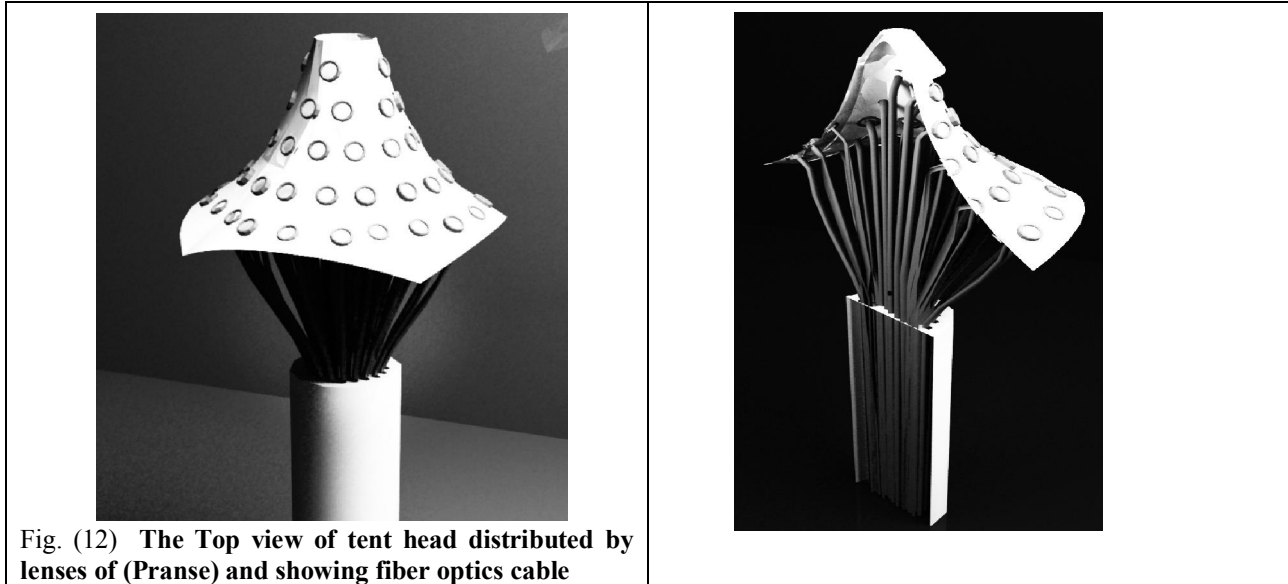 Fig. (12) The Top view of tent head distributed by
lenses of (Pranse) and showing fiber optics cable